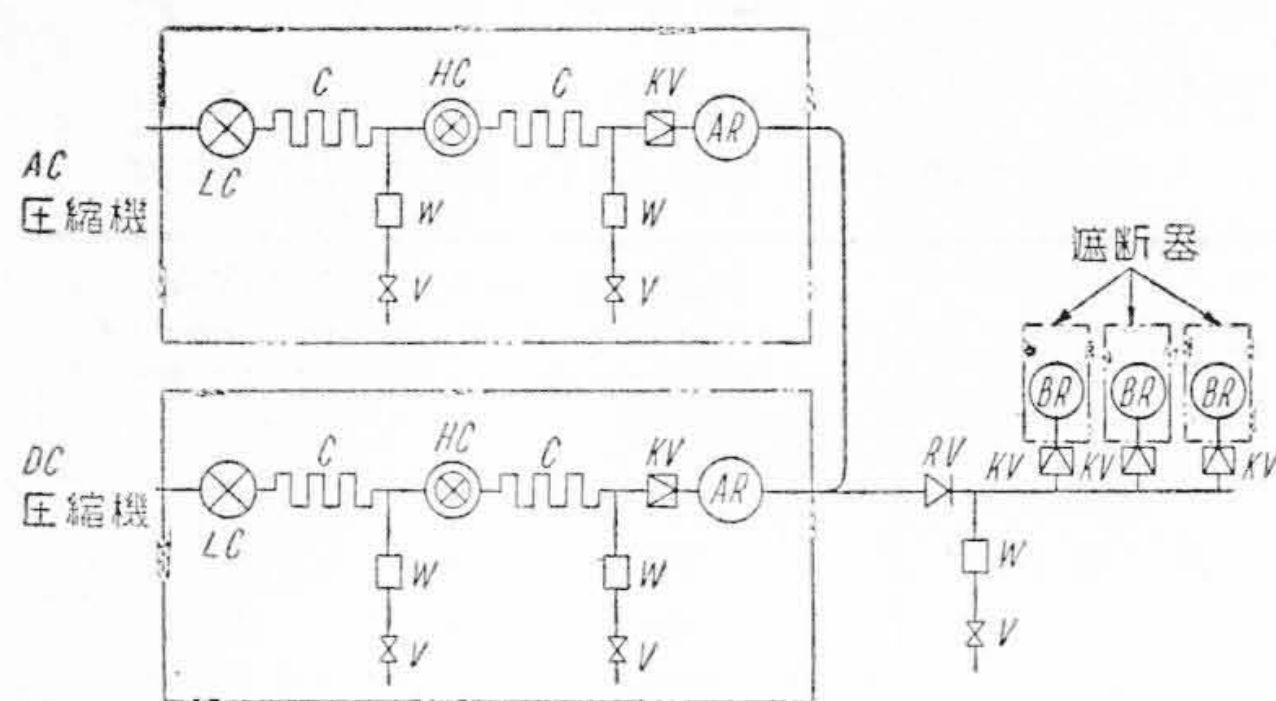 C HC C KV
AR
LC
AC
圧縮機
W W
V V
遮断器
BR BR BR
C HC C KV
AR
LC
DC
圧縮機
RV KV KV KV
W W W
V V V